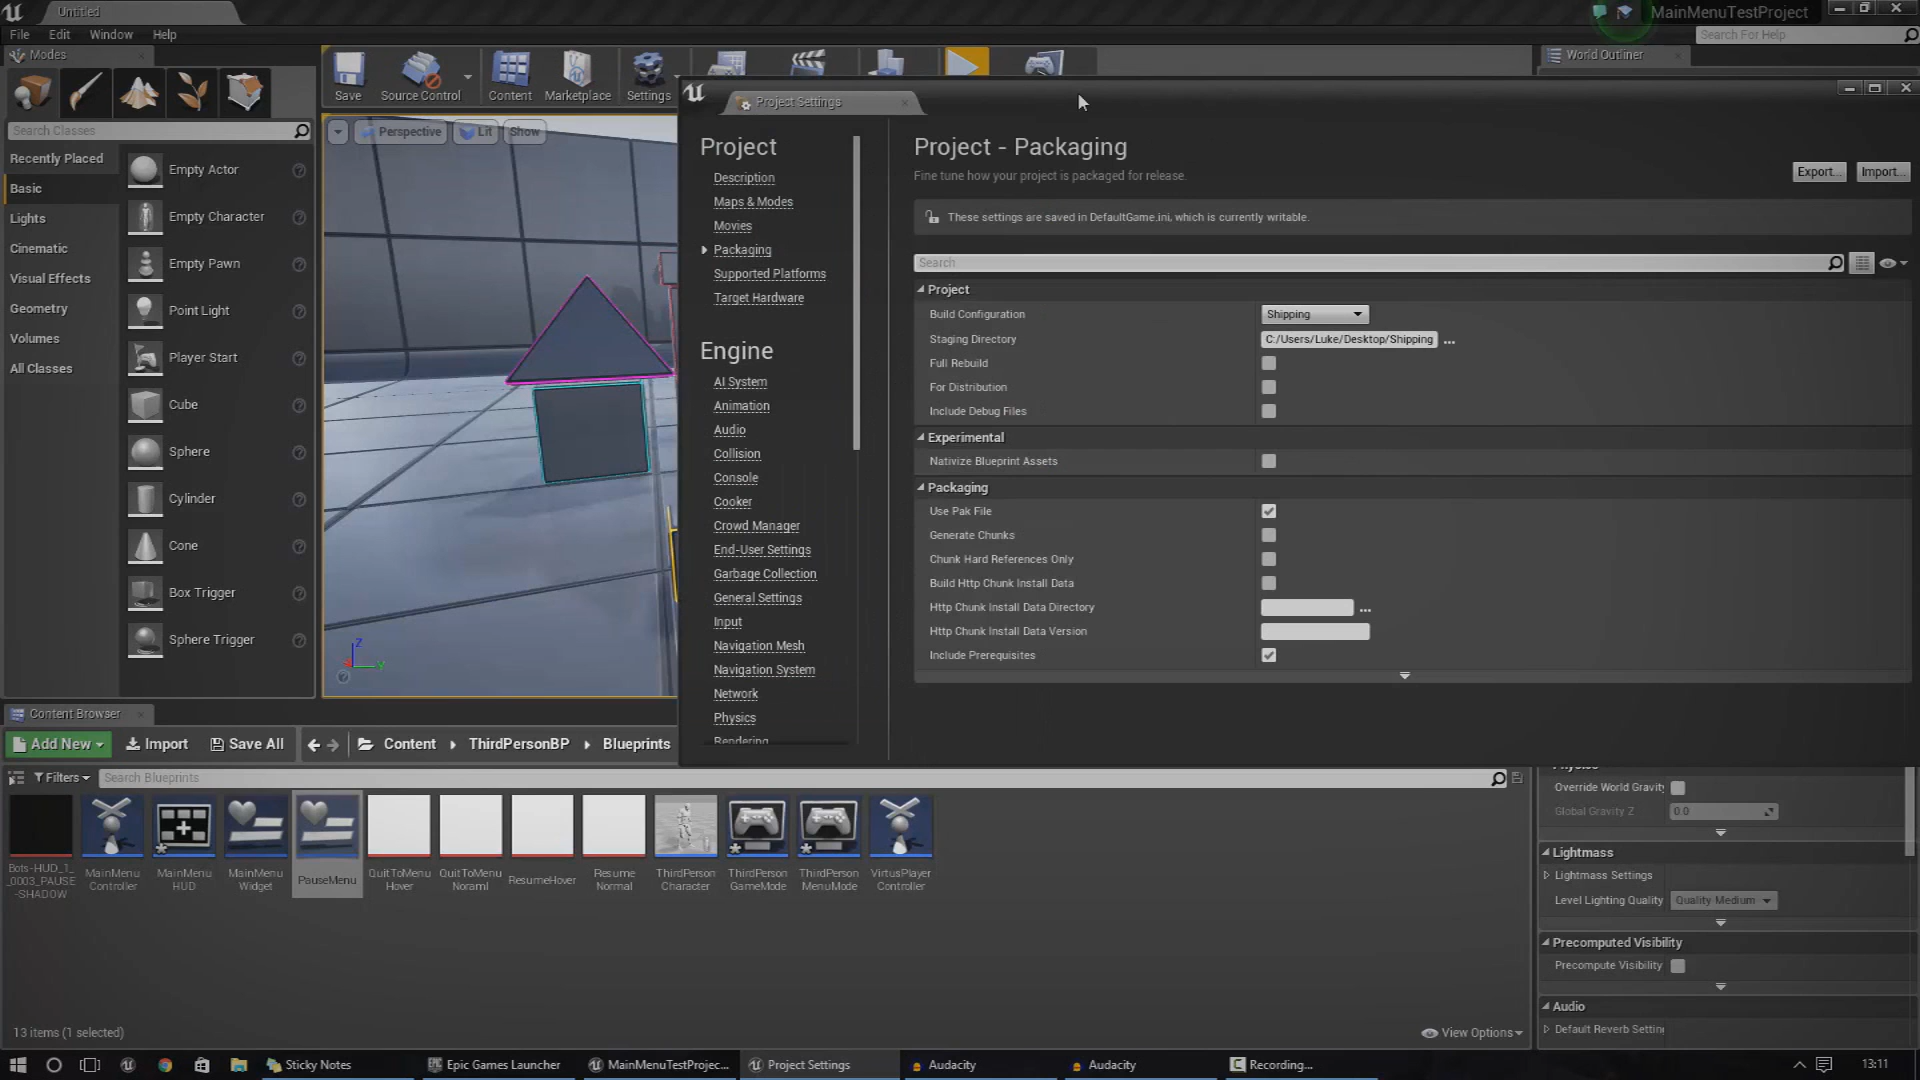 Untitled
MainMenuTestProject
File Edit Window Help
Search For Help
Modes
World Outliner
Save
Source Control
Content
Marketplace
Settings
Search Classes
Perspective
Lit
Show
Recently Placed
Basic
Lights
Cinematic
Visual Effects
Geometry
Volumes
All Classes
Empty Actor
Empty Character
Empty Pawn
Point Light
Player Start
Cube
Sphere
Cylinder
Cone
Box Trigger
Sphere Trigger
Z
Y
Project Settings
Project
Description
Maps & Modes
Movies
Packaging
Supported Platforms
Target Hardware
Engine
AI System
Animation
Audio
Collision
Console
Cooker
Crowd Manager
End-User Settings
Garbage Collection
General Settings
Input
Navigation Mesh
Navigation System
Network
Physics
Rendering
Project - Packaging
Fine tune how your project is packaged for release.
Export...
Import...
These settings are saved in DefaultGame.ini, which is currently writable.
Search
Project
Build Configuration Shipping
Staging Directory C:/Users/Luke/Desktop/Shipping ...
Full Rebuild
For Distribution
Include Debug Files
Experimental
Nativize Blueprint Assets
Packaging
Use Pak File
Generate Chunks
Chunk Hard References Only
Build Http Chunk Install Data
Http Chunk Install Data Directory ...
Http Chunk Install Data Version
Include Prerequisites
Content Browser
Add New
Import
Save All
Content
ThirdPersonBP
Blueprints
Filters
Search Blueprints
Bots-HUD_1_
_0003_PAUSE
-SHADOW
MainMenu
Controller
MainMenu
HUD
MainMenu
Widget
PauseMenu
QuitToMenu
Hover
QuitToMenu
Noraml
ResumeHover
Resume
Normal
ThirdPerson
Character
ThirdPerson
GameMode
ThirdPerson
MenuMode
VirtusPlayer
Controller
13 items (1 selected)
View Options
Physics
Override World Gravity
Global Gravity Z 0.0
Lightmass
Lightmass Settings
Level Lighting Quality Quality Medium
Precomputed Visibility
Precompute Visibility
Audio
Default Reverb Settin
Sticky Notes
EPIC
Epic Games Launcher
MainMenuTestProjec...
Project Settings
Audacity
Audacity
Recording...
13:11